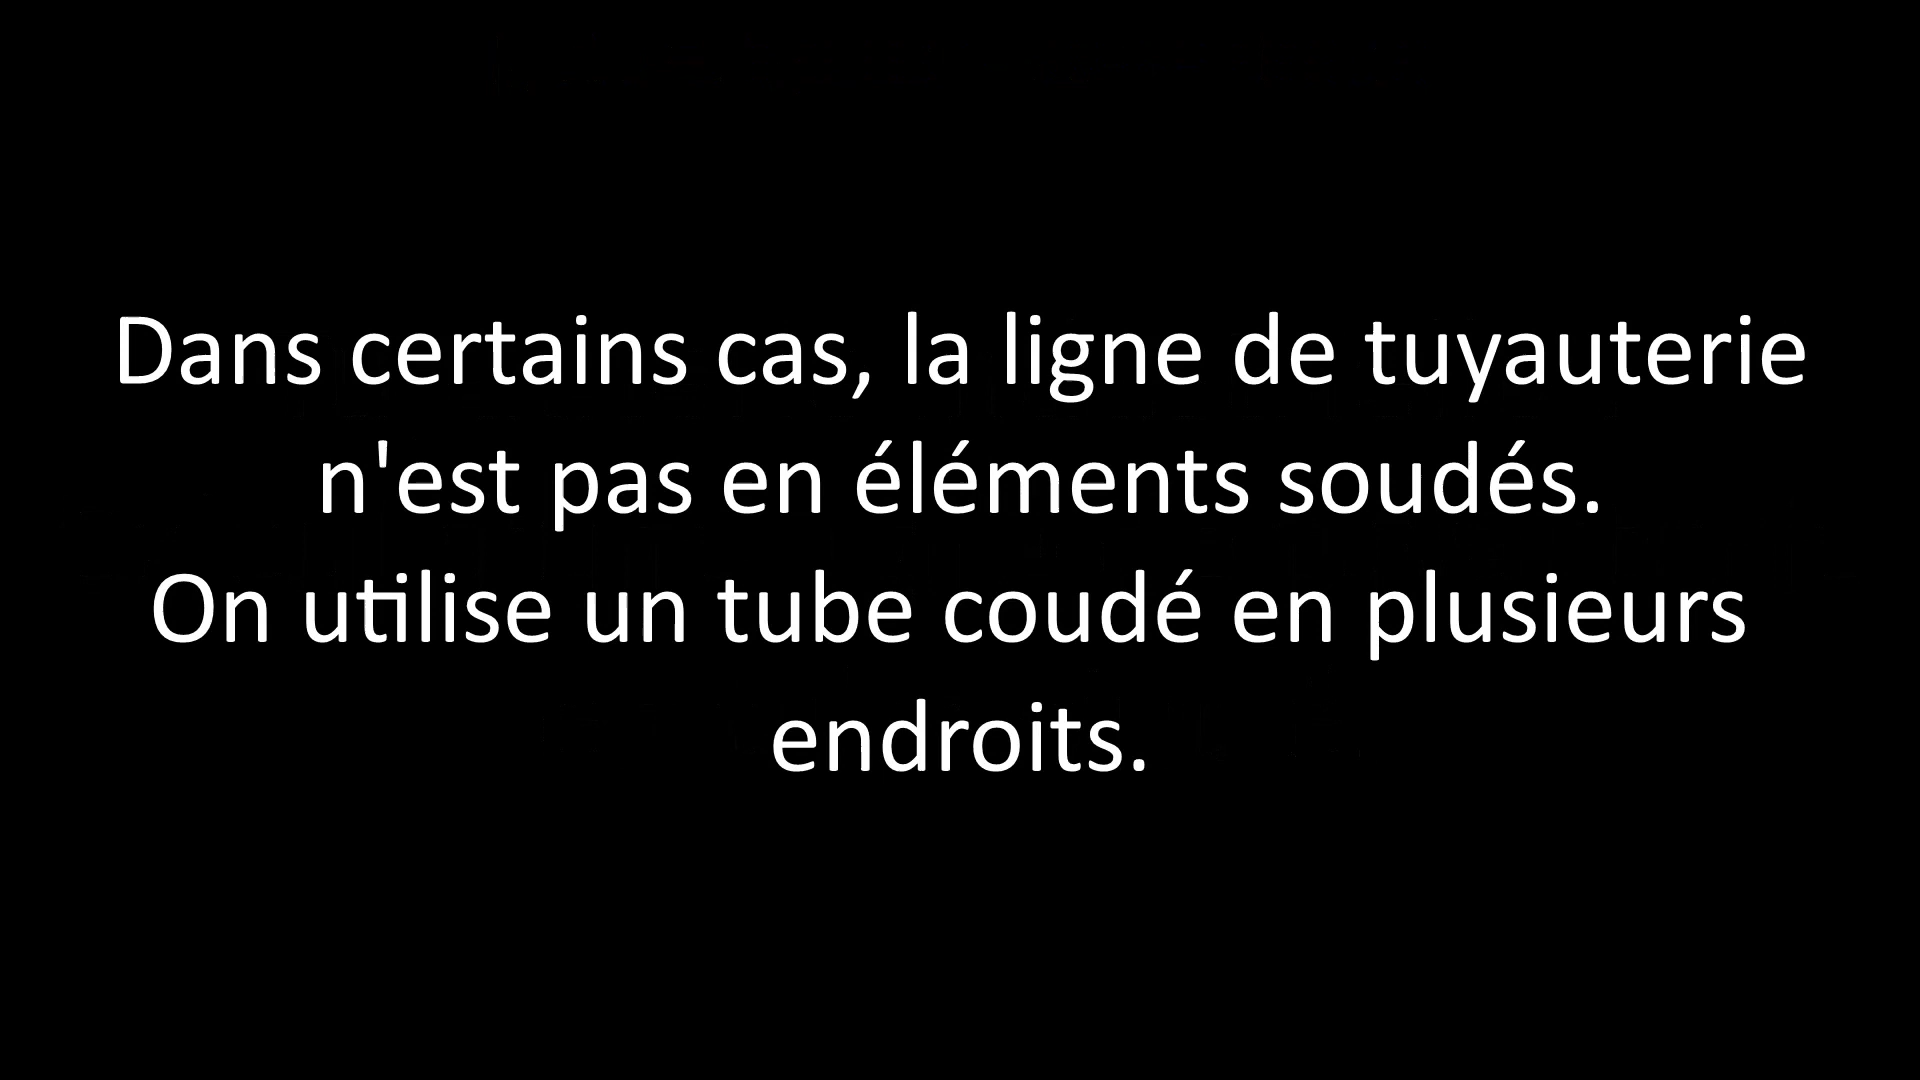 Dans certains cas, la ligne de tuyauterie
n'est pas en éléments soudés.
On utilise un tube coudé en plusieurs
endroits.